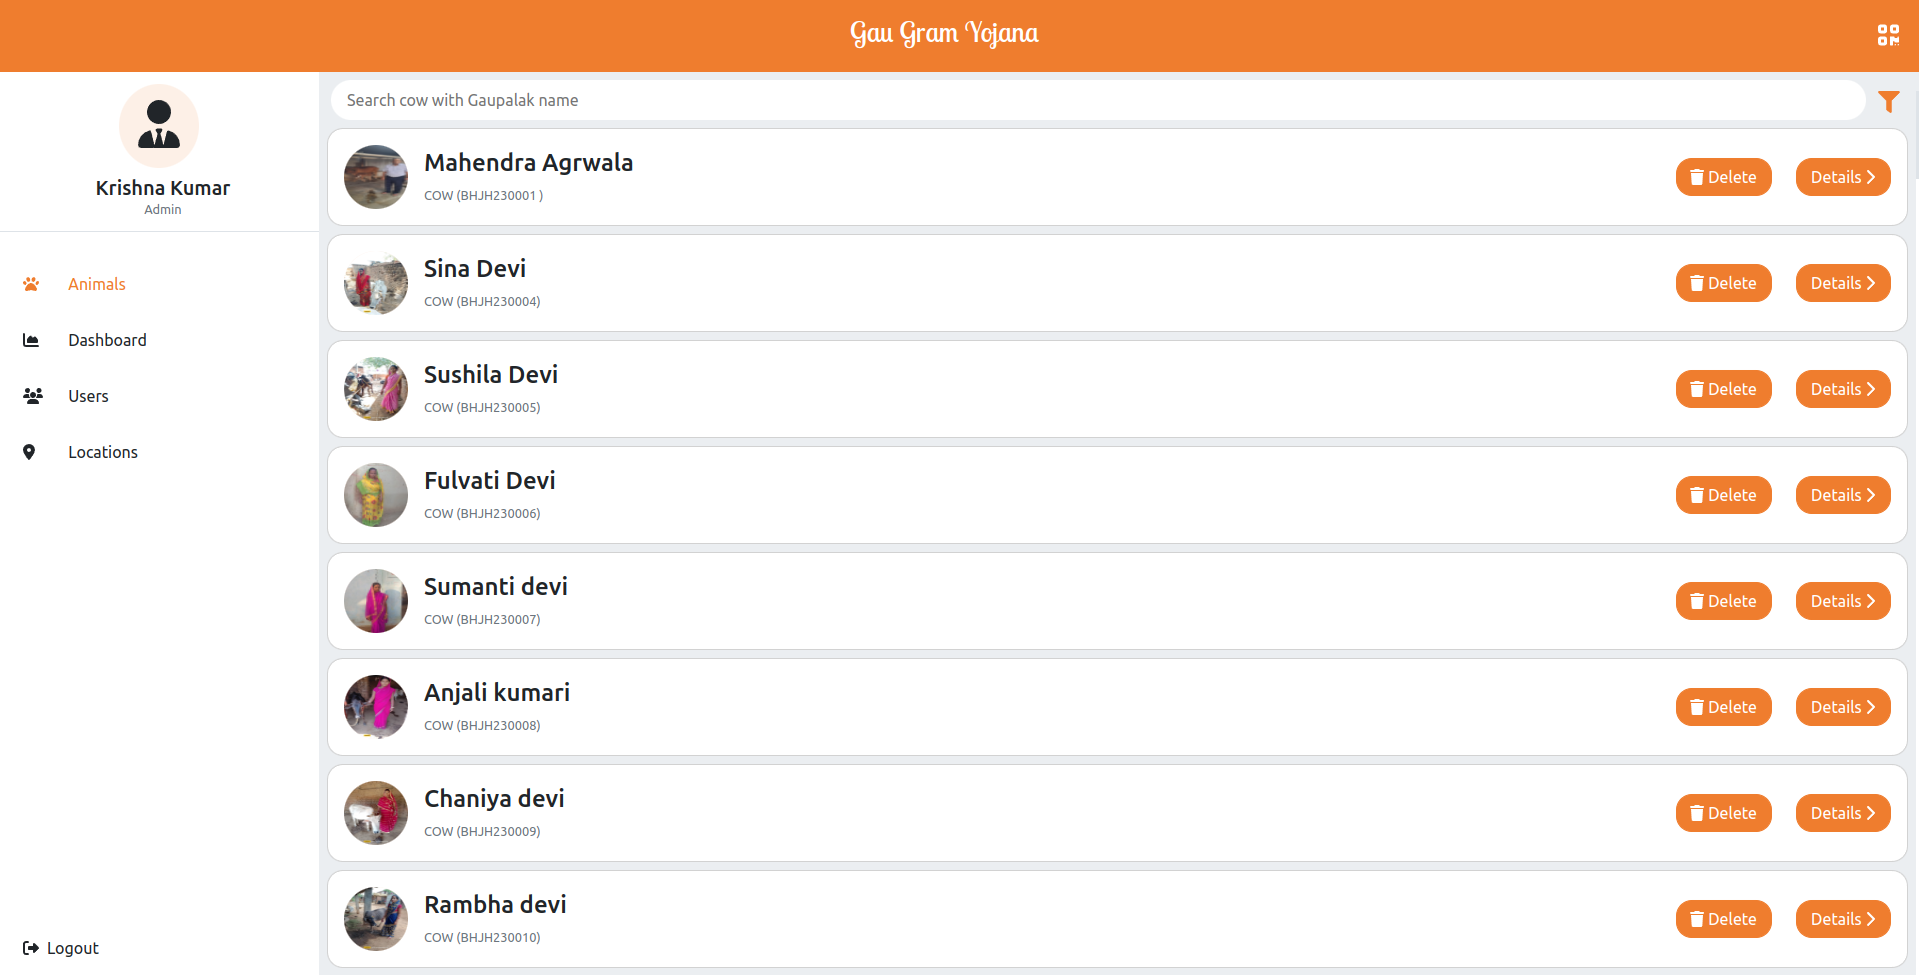 Gau Gram Yojana
Krishna Kumar
Admin
Animals
Dashboard
Users
Locations
Logout
Search cow with Gaupalak name
Mahendra Agrwala
COW (BHJH230001 )
Delete
Details
Sina Devi
COW (BHJH230004)
Delete
Details
Sushila Devi
COW (BHJH230005)
Delete
Details
Fulvati Devi
COW (BHJH230006)
Delete
Details
Sumanti devi
COW (BHJH230007)
Delete
Details
Anjali kumari
COW (BHJH230008)
Delete
Details
Chaniya devi
COW (BHJH230009)
Delete
Details
Rambha devi
COW (BHJH230010)
Delete
Details